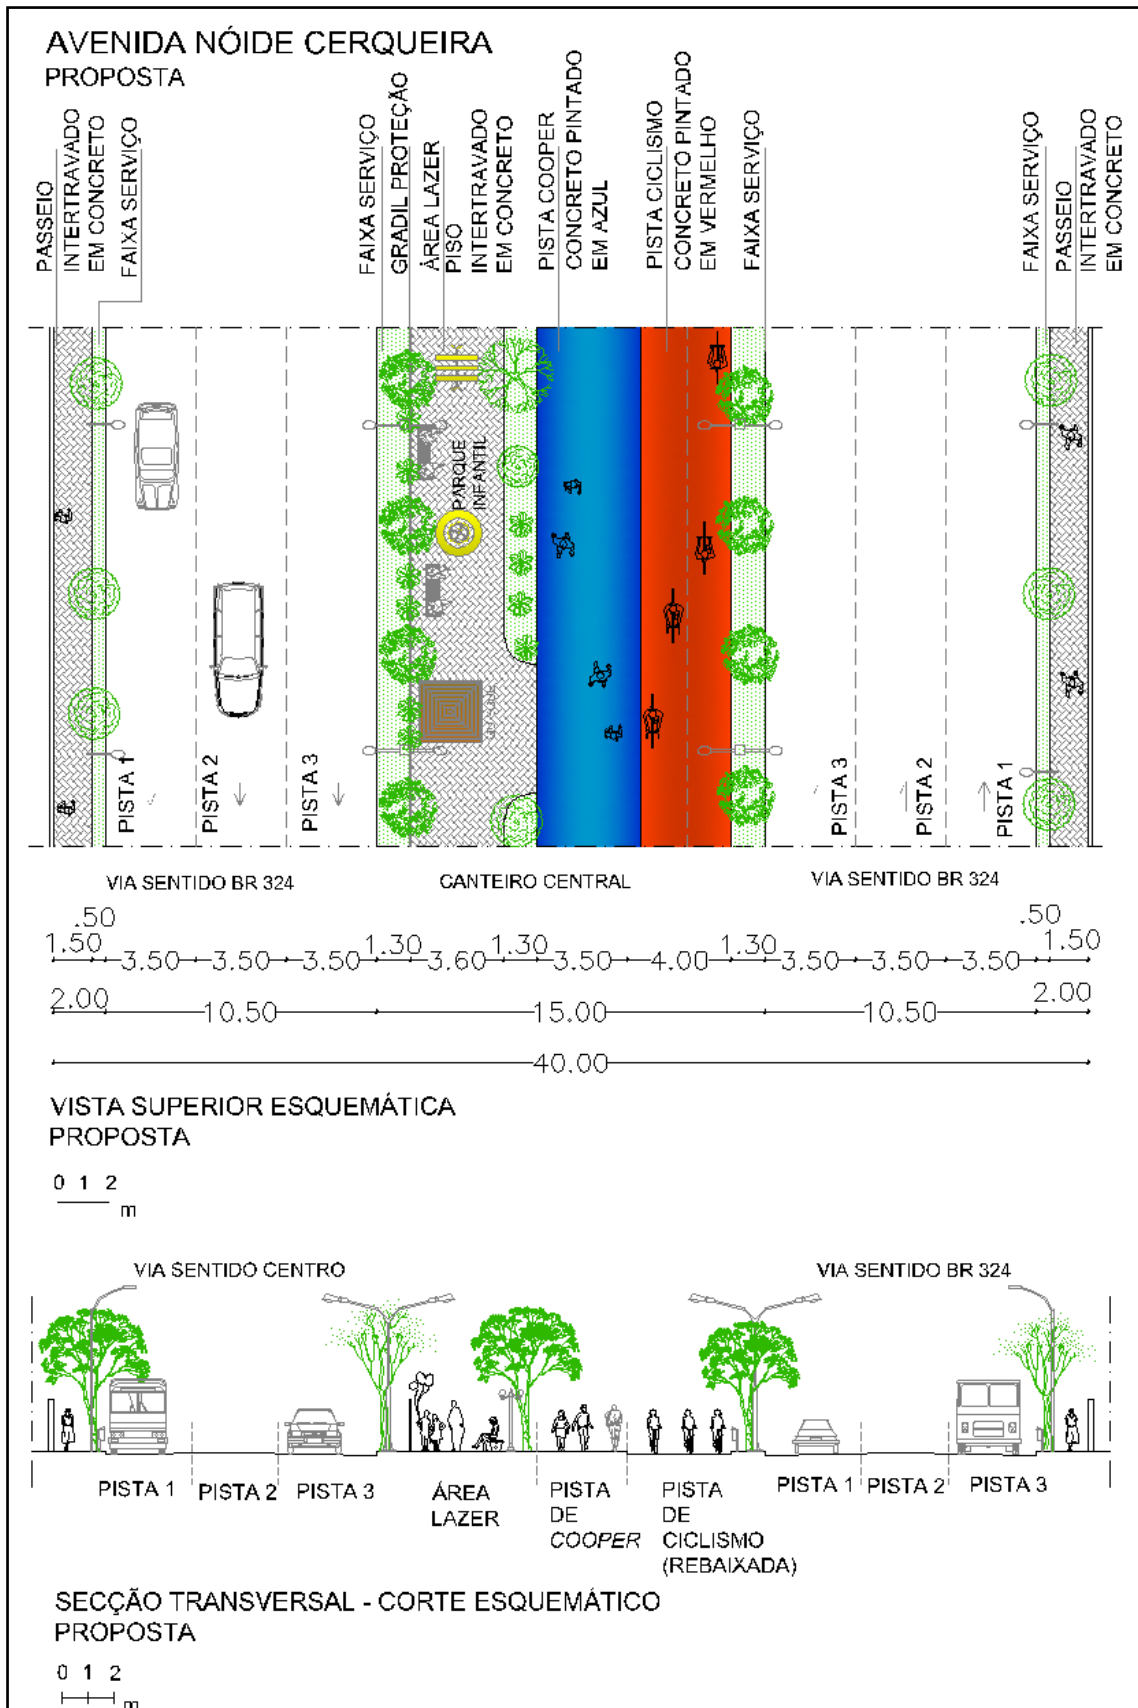 AVENIDA NÓIDE CERQUEIRA
PROPOSTA
PASSEIO
INTERTRAVADO
EM CONCRETO
FAIXA SERVIÇO
FAIXA SERVIÇO
GRADIL PROTEÇÃO
ÁREA LAZER
PISO
INTERTRAVADO
EM CONCRETO
PISTA COOPER
CONCRETO PINTADO
EM AZUL
PISTA CICLISMO
CONCRETO PINTADO
EM VERMELHO
FAIXA SERVIÇO
FAIXA SERVIÇO
PASSEIO
INTERTRAVADO
EM CONCRETO
PARQUE
INFANTIL
PISTA 1
PISTA 2
PISTA 3
PISTA 3
PISTA 2
PISTA 1
VIA SENTIDO BR 324
CANTEIRO CENTRAL
VIA SENTIDO BR 324
.50 .50
1.50 3.50 3.50 3.50 1.30 3.60 1.30 3.50 4.00 1.30 3.50 3.50 3.50 1.50
2.00 10.50 15.00 10.50 2.00
40.00
VISTA SUPERIOR ESQUEMÁTICA
PROPOSTA
0 1 2
m
VIA SENTIDO CENTRO
VIA SENTIDO BR 324
PISTA 1
PISTA 2
PISTA 3
ÁREA
LAZER
PISTA
DE
COOPER
PISTA
DE
CICLISMO
(REBAIXADA)
PISTA 1
PISTA 2
PISTA 3
SECÇÃO TRANSVERSAL - CORTE ESQUEMÁTICO
PROPOSTA
0 1 2
m